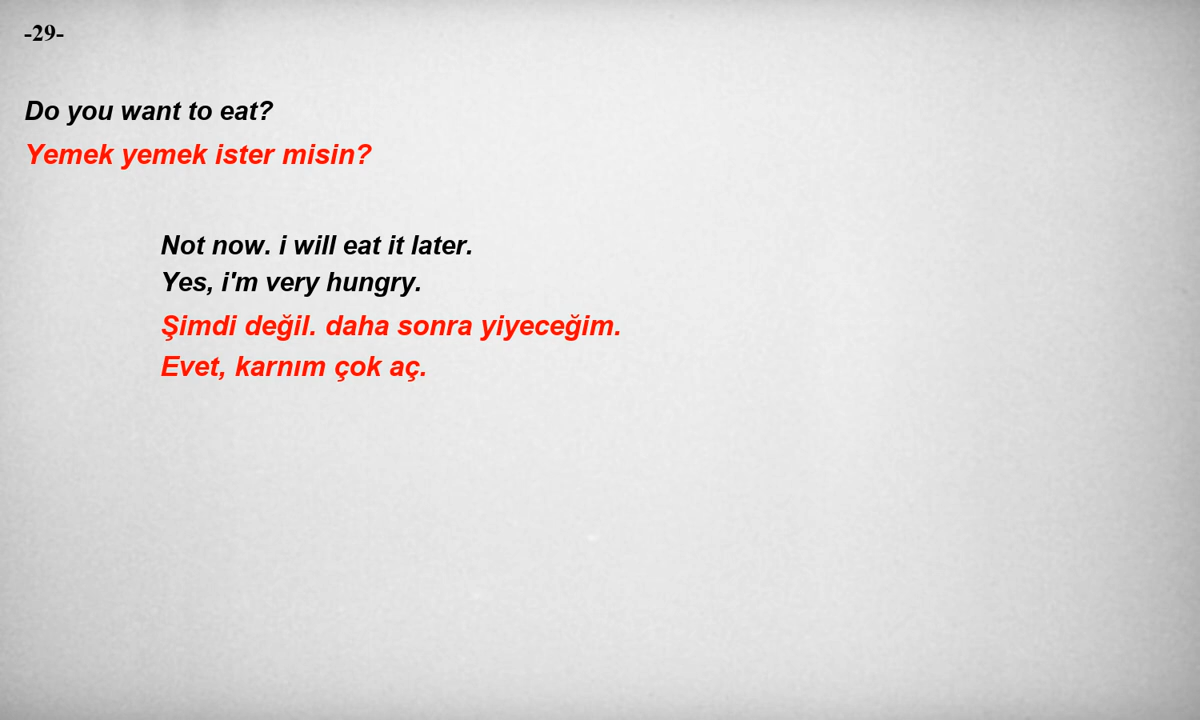 -29-
Do you want to eat?
Yemek yemek ister misin?
Not now. i will eat it later.
Yes, i'm very hungry.
Şimdi değil. daha sonra yiyeceğim.
Evet, karnım çok aç.